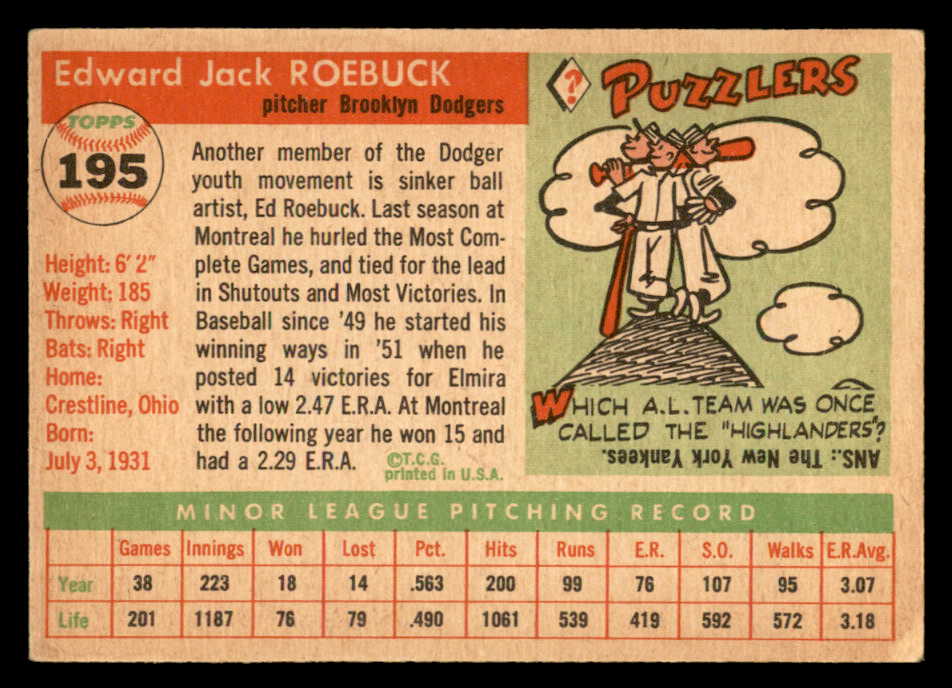 Edward Jack ROEBUCK
pitcher Brooklyn Dodgers
TOPPS
195
Height: 6' 2"
Weight: 185
Throws: Right
Bats: Right
Home:
Crestline, Ohio
Born:
July 3, 1931
Another member of the Dodger
youth movement is sinker ball
artist, Ed Roebuck. Last season at
Montreal he hurled the Most Com-
plete Games, and tied for the lead
in Shutouts and Most Victories. In
Baseball since '49 he started his
winning ways in '51 when he
posted 14 victories for Elmira
with a low 2.47 E.R.A. At Montreal
the following year he won 15 and
had a 2.29 E.R.A.
©T.C.G.
printed in U.S.A.
? PUZZLERS
WHICH A.L. TEAM WAS ONCE
CALLED THE "HIGHLANDERS"?
ANS.: The New York Yankees.
MINOR LEAGUE PITCHING RECORD
Games Innings Won Lost Pct. Hits Runs E.R. S.O. Walks E.R.Avg.
Year 38 223 18 14 .563 200 99 76 107 95 3.07
Life 201 1187 76 79 .490 1061 539 419 592 572 3.18